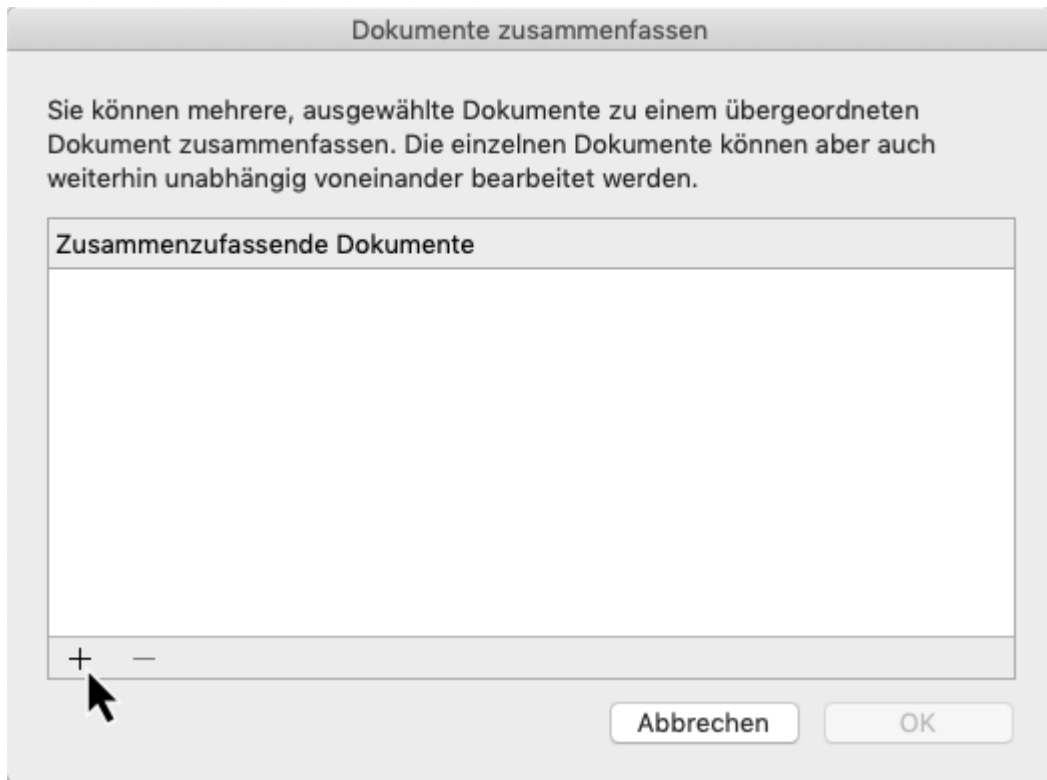 Dokumente zusammenfassen
Sie können mehrere, ausgewählte Dokumente zu einem übergeordneten
Dokument zusammenfassen. Die einzelnen Dokumente können aber auch
weiterhin unabhängig voneinander bearbeitet werden.
Zusammenzufassende Dokumente
+ −
Abbrechen OK